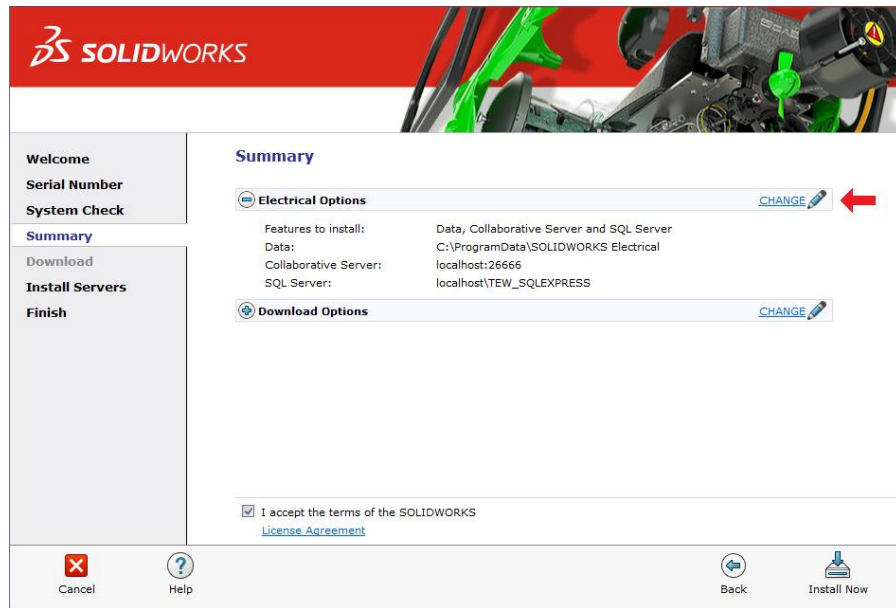 SOLIDWORKS
Welcome
Serial Number
System Check
Summary
Download
Install Servers
Finish
Summary
Electrical Options CHANGE
Features to install: Data, Collaborative Server and SQL Server
Data: C:\ProgramData\SOLIDWORKS Electrical
Collaborative Server: localhost:26666
SQL Server: localhost\TEW_SQLEXPRESS
Download Options CHANGE
I accept the terms of the SOLIDWORKS
License Agreement
Cancel Help Back Install Now